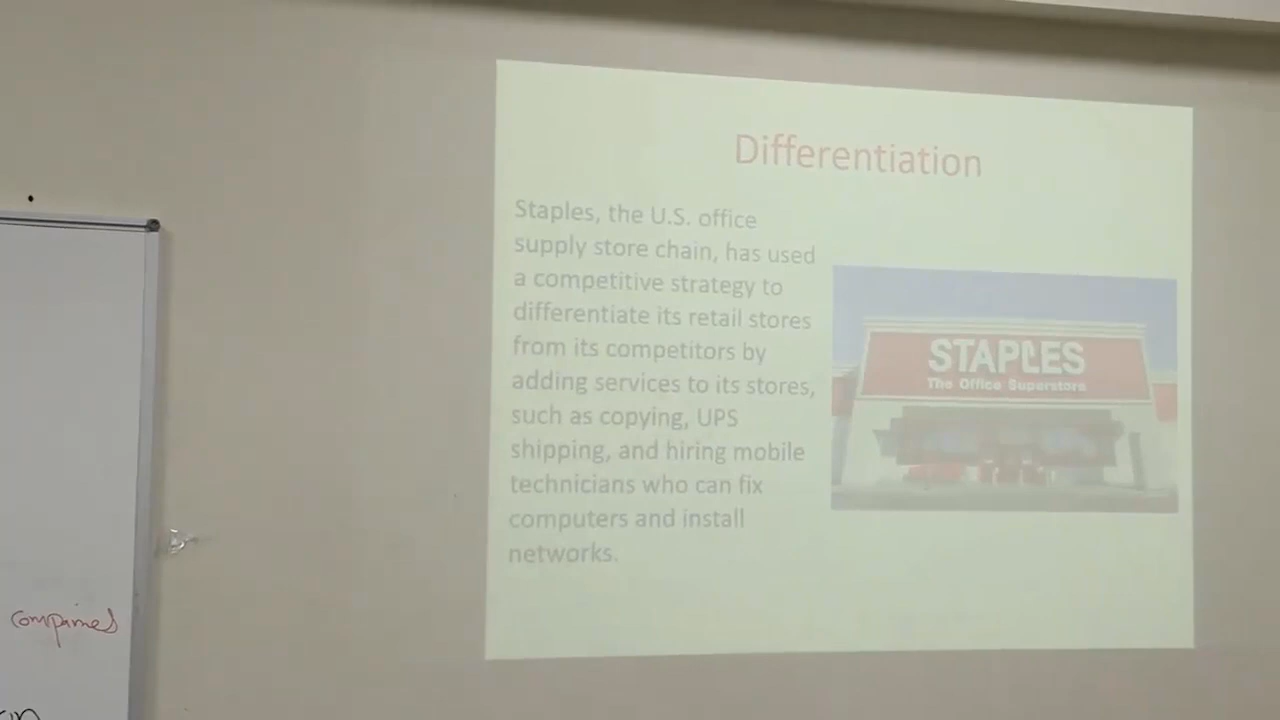 Differentiation
Staples, the U.S. office
supply store chain, has used
a competitive strategy to
differentiate its retail stores
from its competitors by
adding services to its stores,
such as copying, UPS
shipping, and hiring mobile
technicians who can fix
computers and install
networks.
STAPLES
The Office Superstore